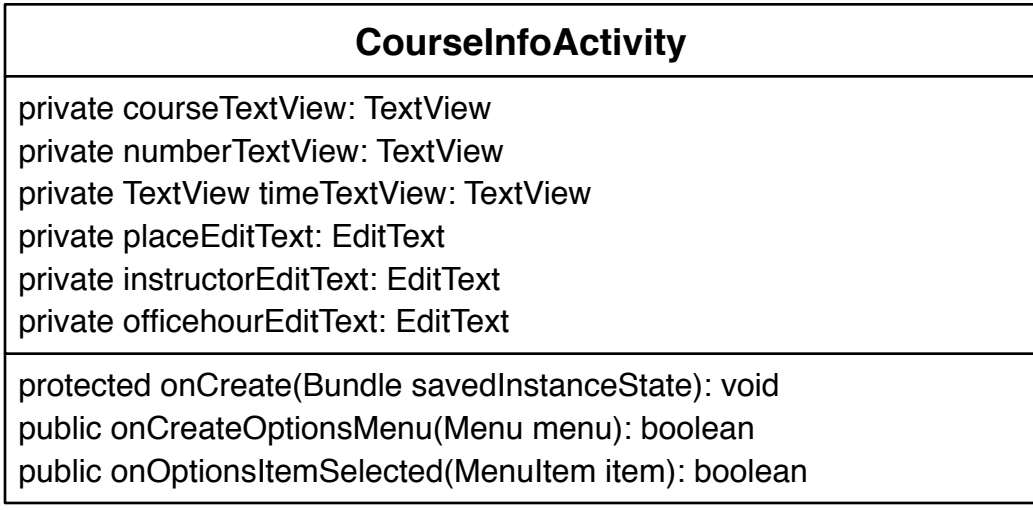 CourseInfoActivity
private courseTextView: TextView
private numberTextView: TextView
private TextView timeTextView: TextView
private placeEditText: EditText
private instructorEditText: EditText
private officehourEditText: EditText
protected onCreate(Bundle savedInstanceState): void
public onCreateOptionsMenu(Menu menu): boolean
public onOptionsItemSelected(MenuItem item): boolean